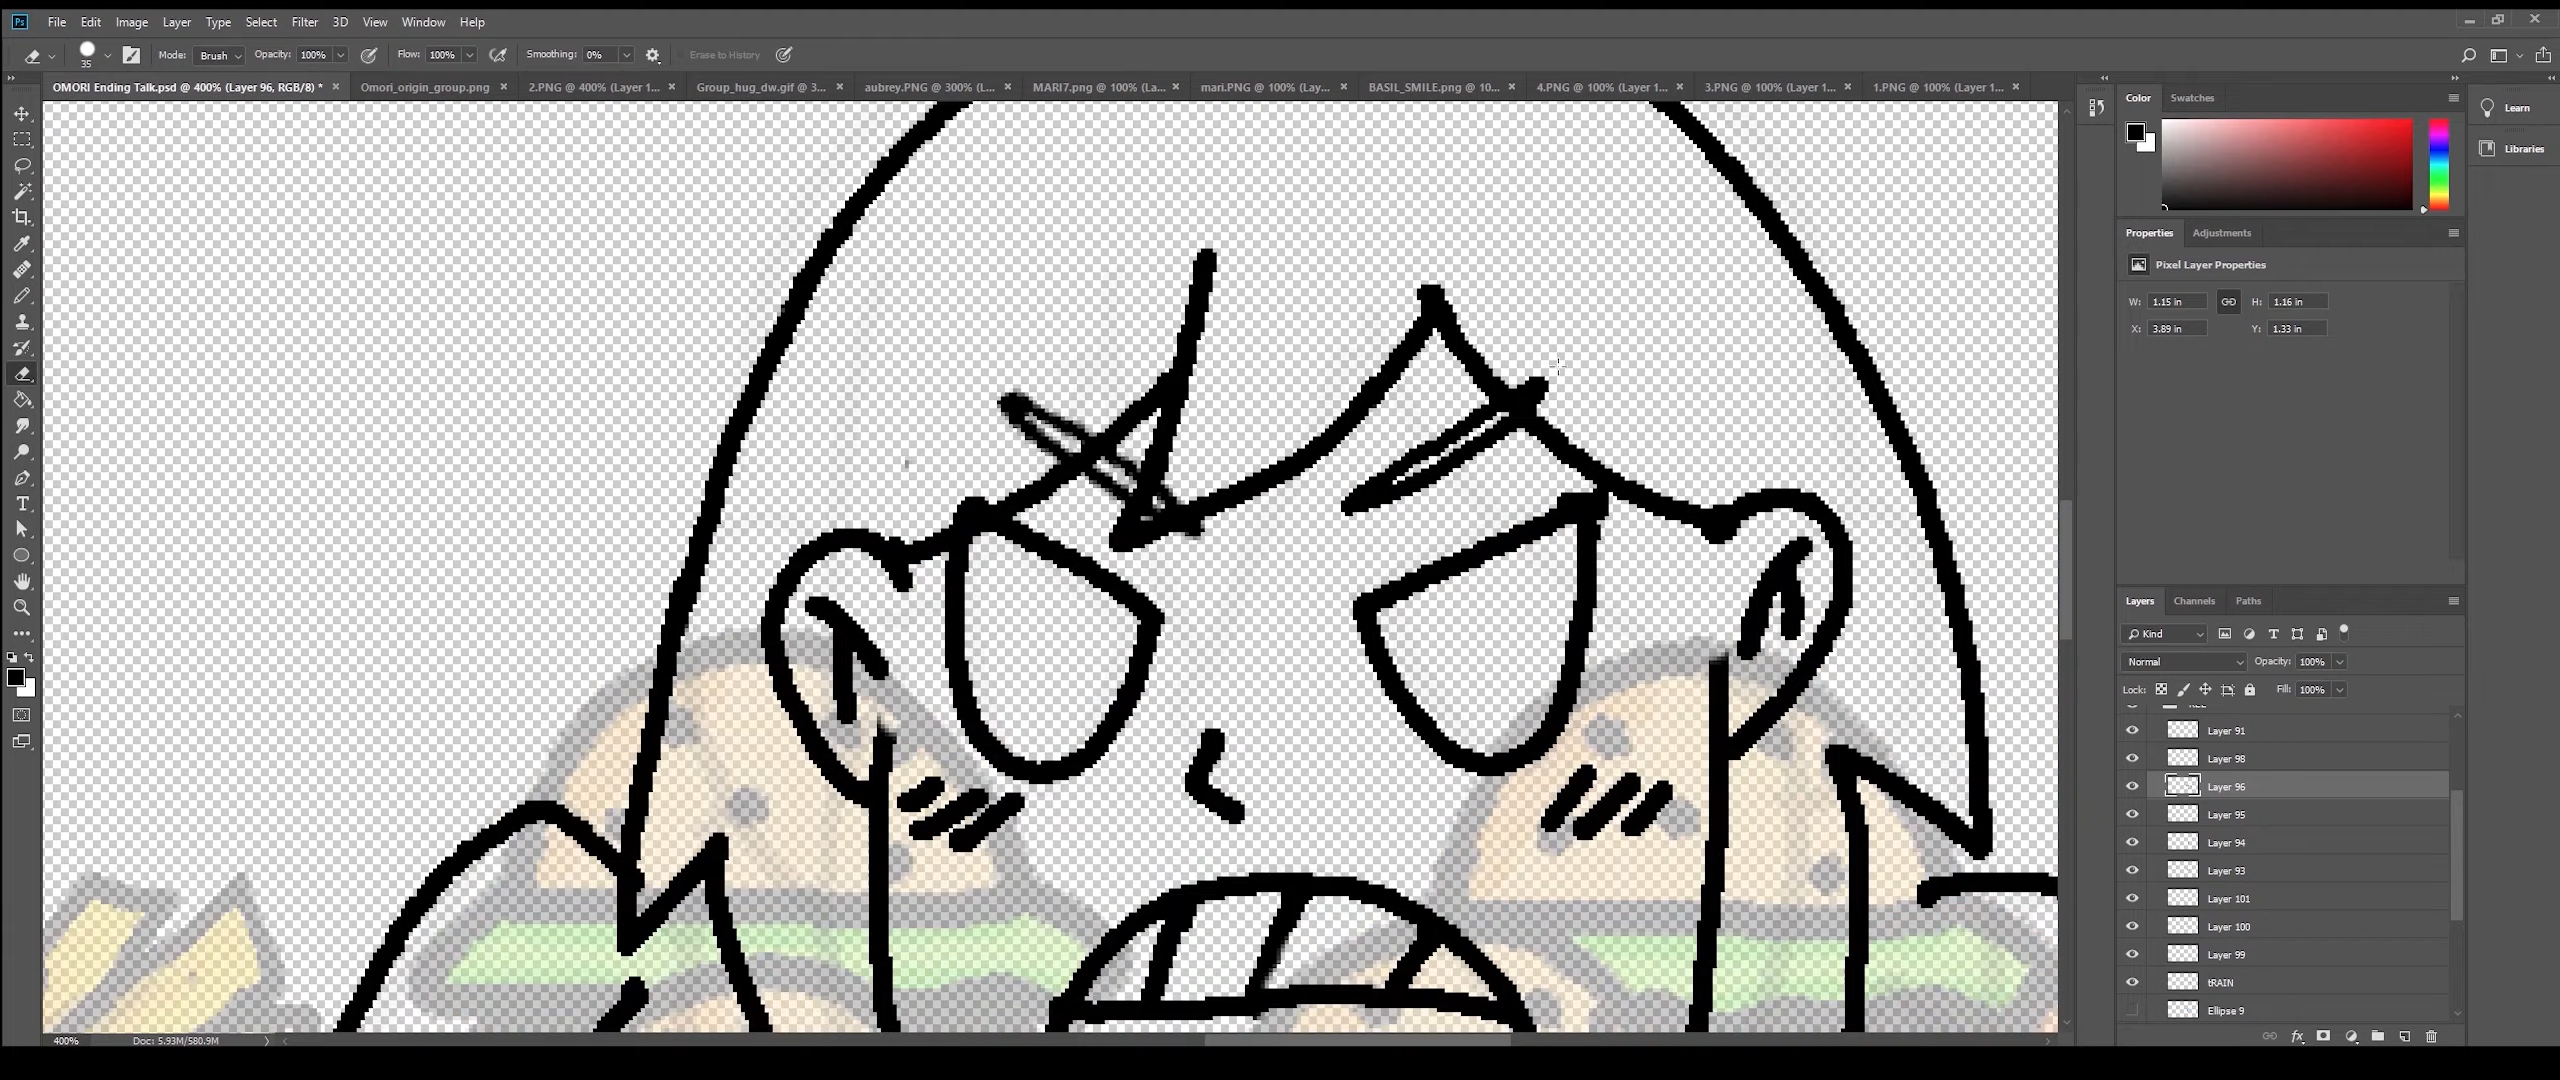 Ps File Edit Image Layer Type Select Filter 3D View Window Help
35 Mode: Brush Opacity: 100% Flow: 100% Smoothing: 0% Erase to History
OMORI Ending Talk.psd @ 400% (Layer 96, RGB/8) * × Omori_origin_group.png × 2.PNG @ 400% (Layer 1... × Group_hug_dw.gif @ 3... × aubrey.PNG @ 300% (L... × MARI7.png @ 100% (La... × mari.PNG @ 100% (Lay... × BASIL_SMILE.png @ 10... × 4.PNG @ 100% (Layer 1... × 3.PNG @ 100% (Layer 1... × 1.PNG @ 100% (Layer 1... ×
Color Swatches
Learn
Libraries
Properties Adjustments
Pixel Layer Properties
W: 1.15 in H: 1.16 in
X: 3.89 in Y: 1.33 in
Layers Channels Paths
Kind
Normal Opacity: 100%
Lock: Fill: 100%
Layer 91
Layer 98
Layer 96
Layer 95
Layer 94
Layer 93
Layer 101
Layer 100
Layer 99
tRAIN
Ellipse 9
400% Doc: 5.93M/580.9M